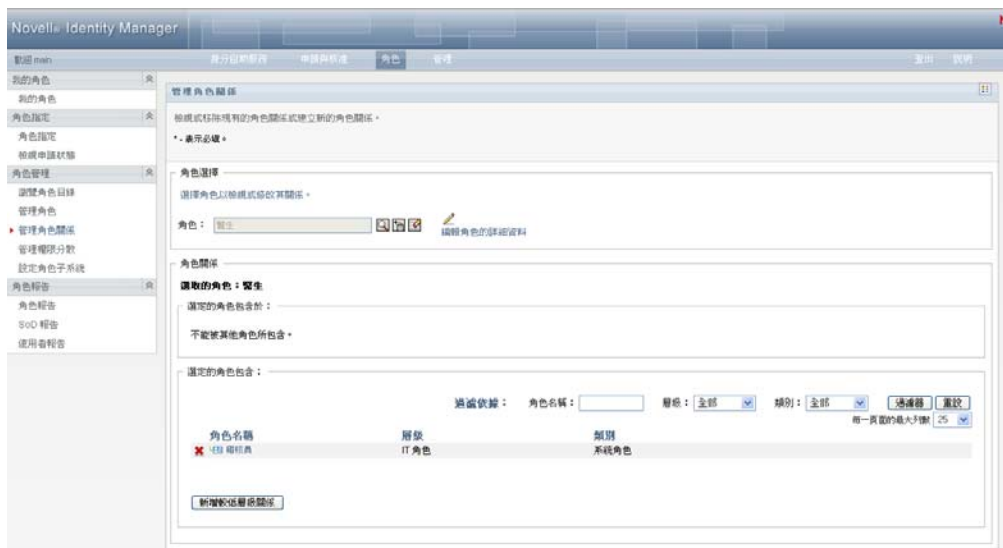 Novell® Identity Manager
歡迎 main
身分自助服務 申請與核准 角色 管理 登出 說明
我的角色
我的角色
角色指定
角色指定
檢視申請狀態
角色管理
瀏覽角色目錄
管理角色
管理角色關係
管理權限分數
設定角色子系統
角色報告
角色報告
SoD 報告
使用者報告
管理角色關係
檢視或移除現有的角色關係或建立新的角色關係。
* - 表示必填。
角色選擇
選擇角色以檢視或修改其關係。
角色： 醫生
編輯角色的詳細資料
角色關係
選取的角色：醫生
選定的角色包含於：
不能被其他角色所包含。
選定的角色包含：
過濾依據： 角色名稱： 層級： 全部 類別： 全部 過濾器 重設
每一頁面的最大列數 25
角色名稱 層級 類別
稽核員 IT 角色 系統角色
新增較低層級關係